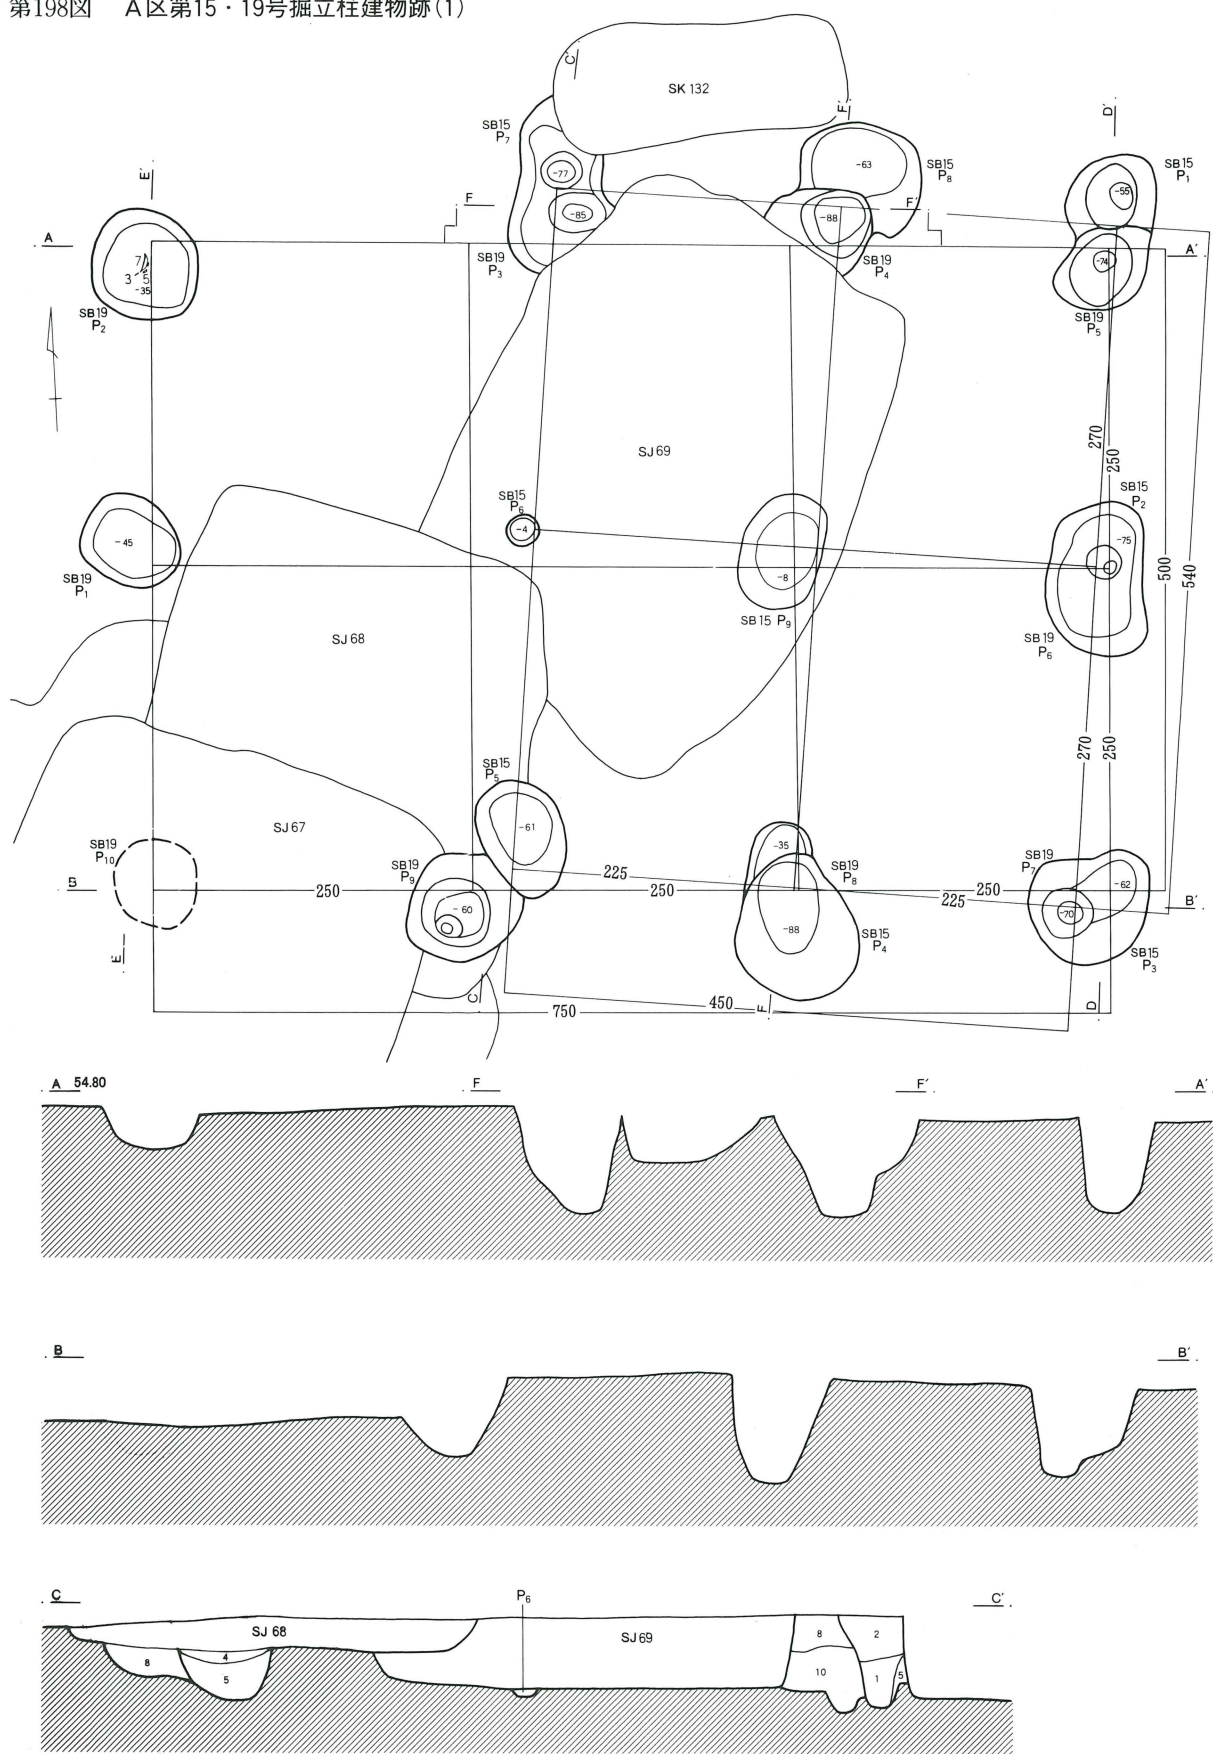 第198図　A区第15・19号掘立柱建物跡(1)
C′
SK 132
F′
D′
SB15
P7
-77
-63
SB15
P8
SB15
P1
-55
E′
F
-85
-88
F′
A
A′
SB19
P3
SB19
P4
-74
7
3
5
-35
SB19
P2
SB19
P5
270
250
SJ 69
SB15
P6
-4
SB15
P2
-75
-45
SB19
P1
-8
SB15 P9
500
540
SJ 68
SB19
P6
270
250
SB15
P5
-61
SJ 67
SB19
P10
-35
SB19
P9
SB19
P8
SB19
P7
-62
B
250
225
250
250
225
B′
-60
-70
-88
SB15
P4
SB15
P3
E
C
450
F
D
750
A 54.80
F
F′
A′
B
B′
C
P6
C′
SJ 68
SJ 69
8
4
5
8
2
10
1
5